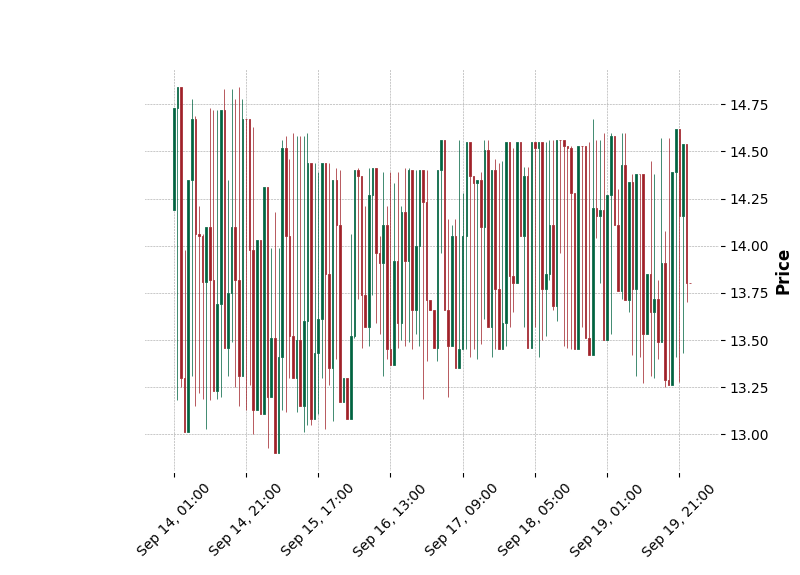 14.75
14.50
14.25
14.00
13.75
13.50
13.25
13.00
Price
Sep 14, 01:00
Sep 14, 21:00
Sep 15, 17:00
Sep 16, 13:00
Sep 17, 09:00
Sep 18, 05:00
Sep 19, 01:00
Sep 19, 21:00